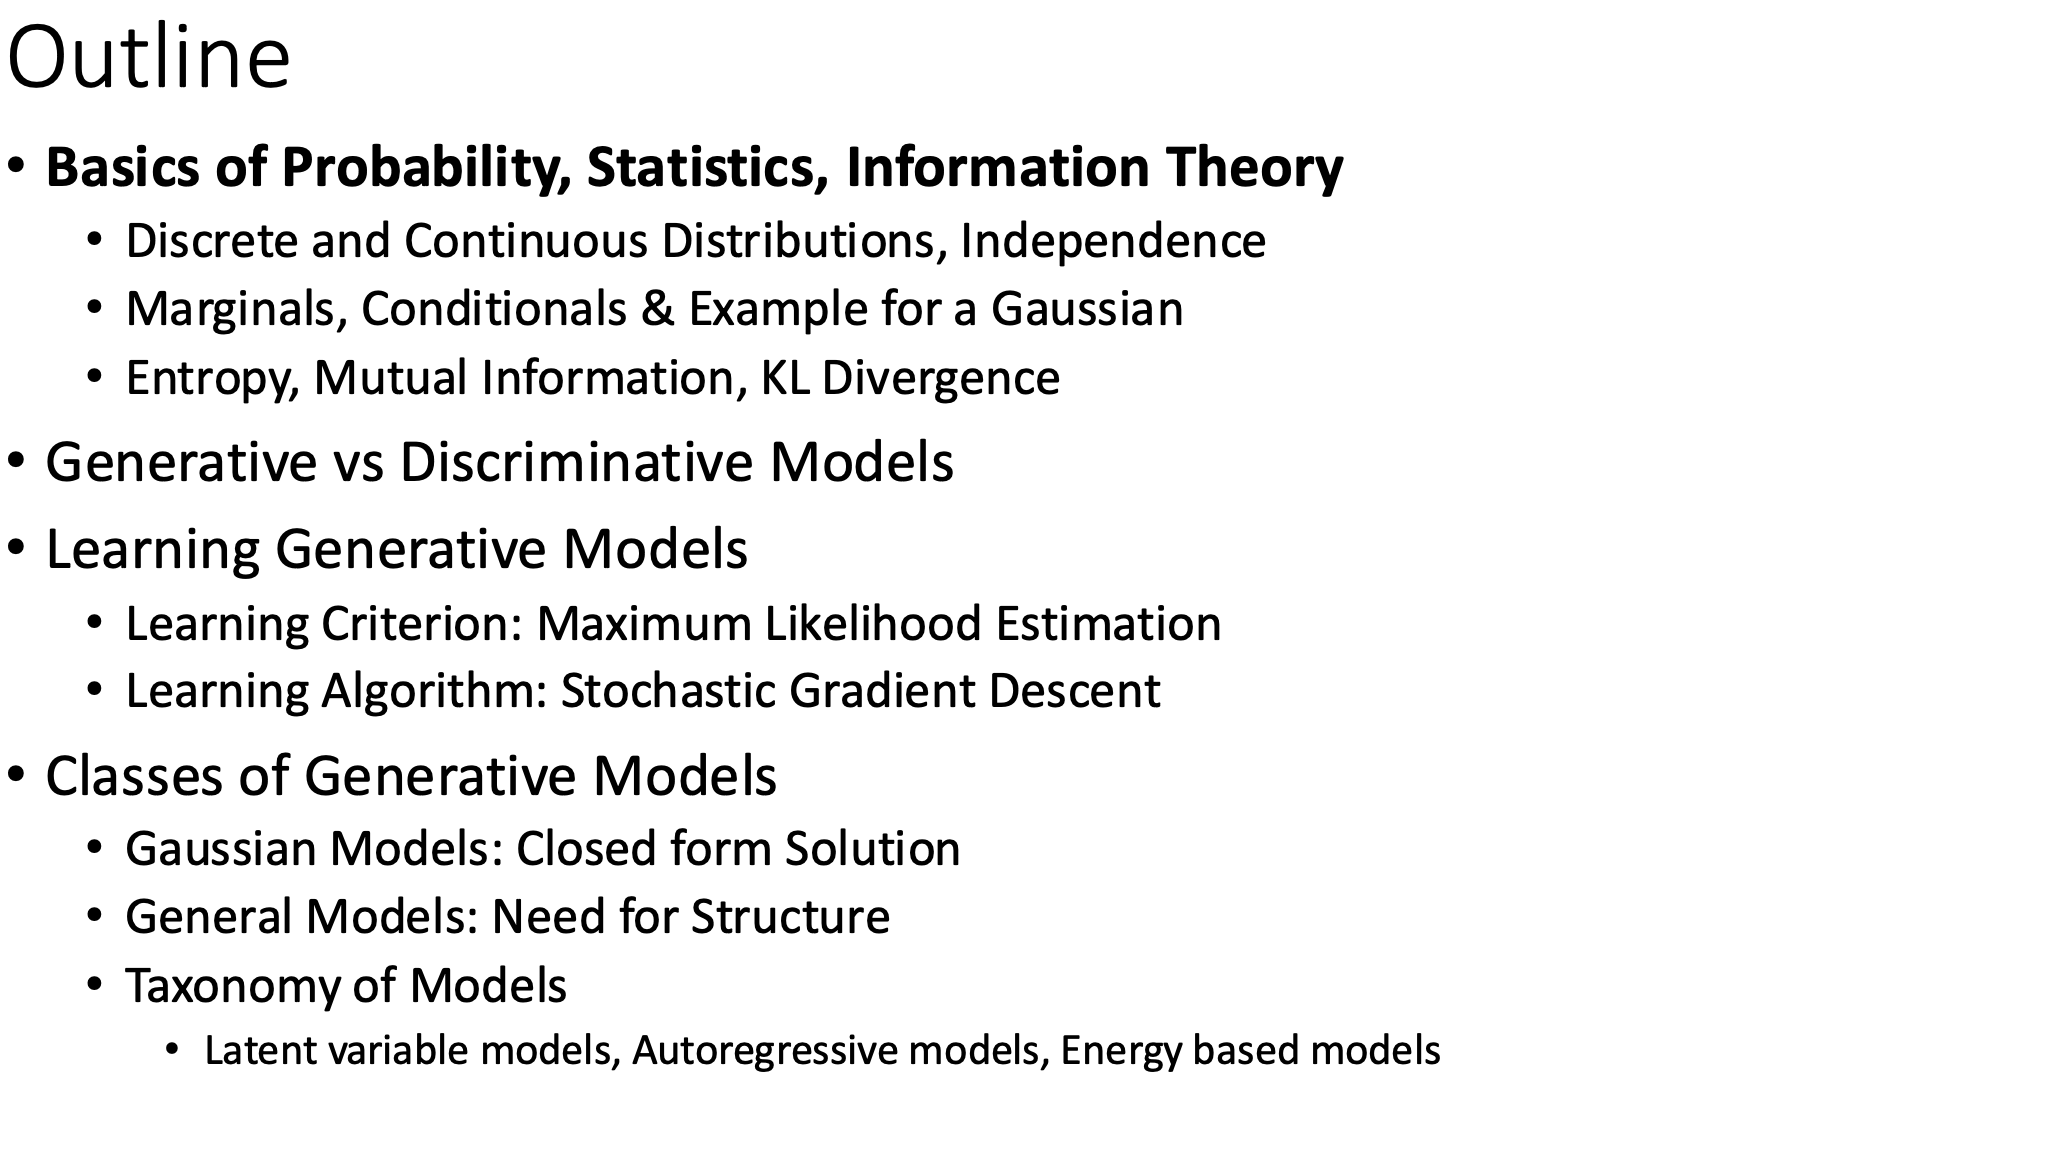 Outline
• Basics of Probability, Statistics, Information Theory
• Discrete and Continuous Distributions, Independence
• Marginals, Conditionals & Example for a Gaussian
• Entropy, Mutual Information, KL Divergence
• Generative vs Discriminative Models
• Learning Generative Models
• Learning Criterion: Maximum Likelihood Estimation
• Learning Algorithm: Stochastic Gradient Descent
• Classes of Generative Models
• Gaussian Models: Closed form Solution
• General Models: Need for Structure
• Taxonomy of Models
• Latent variable models, Autoregressive models, Energy based models